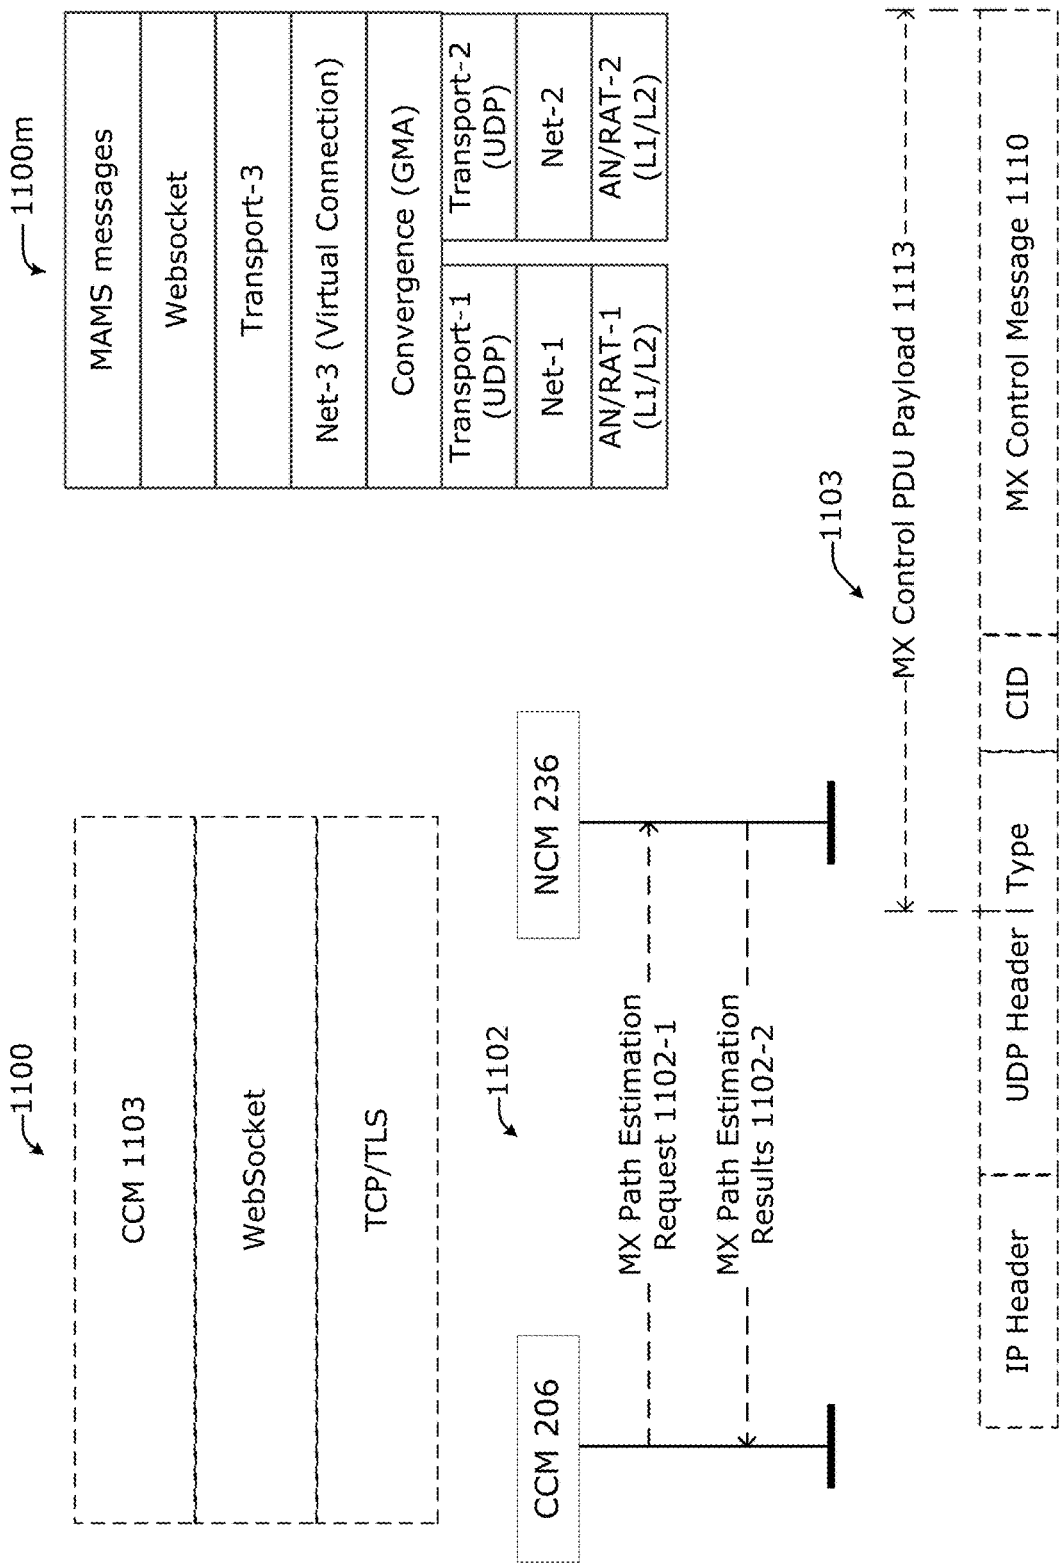 1100
CCM 1103
WebSocket
TCP/TLS
1100m
MAMS messages
Websocket
Transport-3
Net-3 (Virtual Connection)
Convergence (GMA)
Transport-1
(UDP)
Transport-2
(UDP)
Net-1
Net-2
AN/RAT-1
(L1/L2)
AN/RAT-2
(L1/L2)
1102
CCM 206
NCM 236
MX Path Estimation
Request 1102-1
MX Path Estimation
Results 1102-2
1103
MX Control PDU Payload 1113
IP Header
UDP Header
Type
CID
MX Control Message 1110